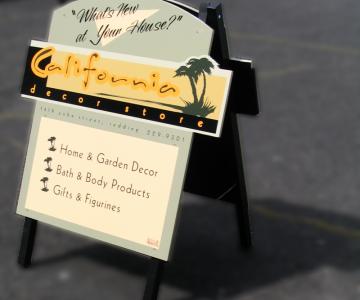 "What's New
at Your House?"
California
decor store
Home & Garden Decor
Bath & Body Products
Gifts & Figurines